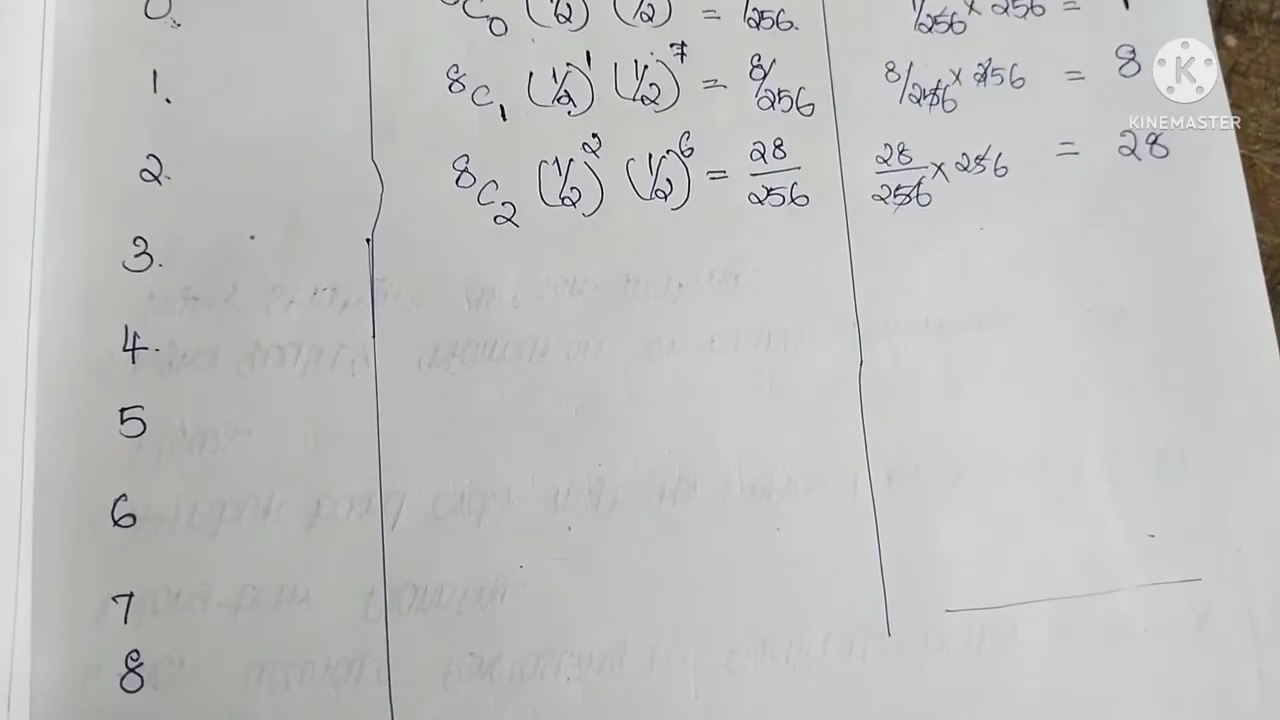 0. 8C0 (1/2) (1/2) = 1/256. 1/256 × 256 = 1
1. 8C1 (1/2)^1 (1/2)^7 = 8/256 8/256 × 256 = 8
KINEMASTER
2. 8C2 (1/2)^2 (1/2)^6 = 28/256 28/256 × 256 = 28
3.
4.
5
6
7
8